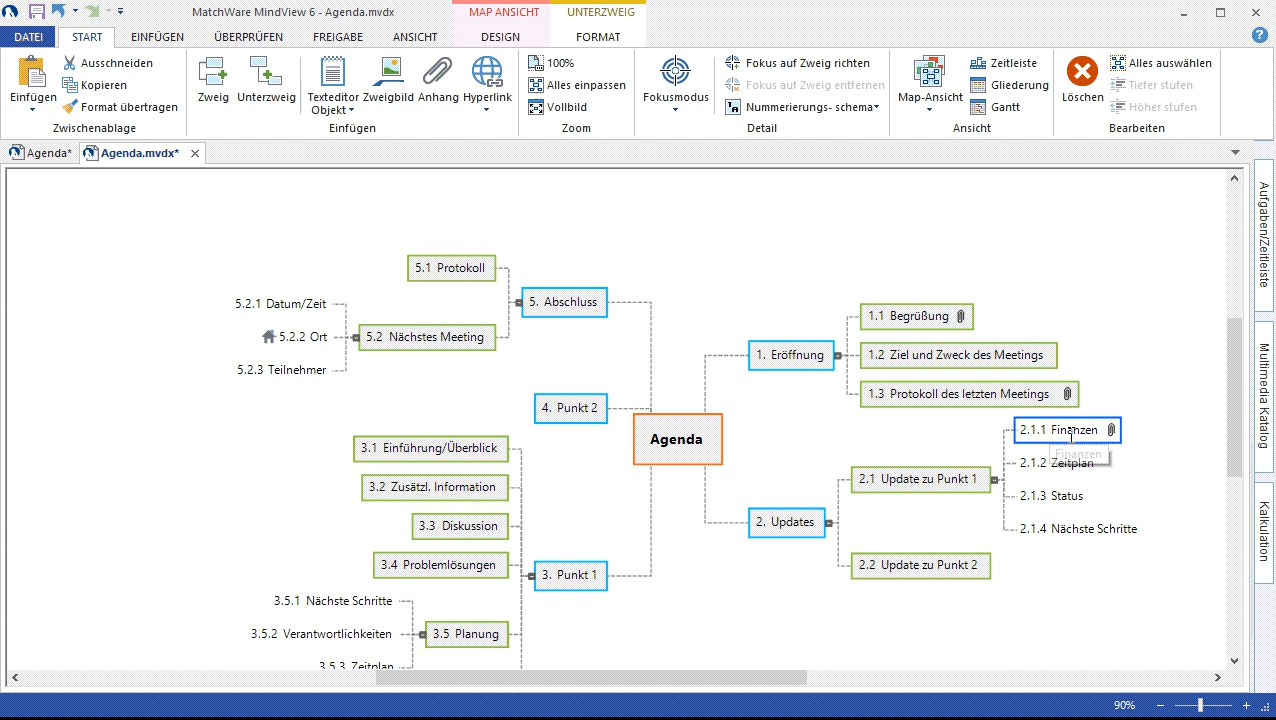 MatchWare MindView 6 - Agenda.mvdx
MAP ANSICHT
UNTERZWEIG
DATEI
START
EINFÜGEN
ÜBERPRÜFEN
FREIGABE
ANSICHT
DESIGN
FORMAT
Einfügen
Ausschneiden
Kopieren
Format übertragen
Zwischenablage
Zweig
Unterzweig
Texteditor Objekt
Zweigbild
Anhang
Hyperlink
Einfügen
100%
Alles einpassen
Vollbild
Zoom
Fokusmodus
Fokus auf Zweig richten
Fokus auf Zweig entfernen
Nummerierungs- schema
Detail
Map-Ansicht
Zeitleiste
Gliederung
Gantt
Ansicht
Löschen
Alles auswählen
Tiefer stufen
Höher stufen
Bearbeiten
Agenda*
Agenda.mvdx*
5.1 Protokoll
5. Abschluss
5.2.1 Datum/Zeit
5.2.2 Ort
5.2 Nächstes Meeting
5.2.3 Teilnehmer
4. Punkt 2
3.1 Einführung/Überblick
3.2 Zusätzl. Information
3.3 Diskussion
3.4 Problemlösungen
3. Punkt 1
3.5.1 Nächste Schritte
3.5.2 Verantwortlichkeiten
3.5 Planung
3.5.3 Zeitplan
Agenda
1. Eröffnung
1.1 Begrüßung
1.2 Ziel und Zweck des Meetings
1.3 Protokoll des letzten Meetings
2. Updates
2.1 Update zu Punkt 1
2.1.1 Finanzen
Finanzen
2.1.2 Zeitplan
2.1.3 Status
2.1.4 Nächste Schritte
2.2 Update zu Punkt 2
Aufgaben/Zeitleiste
Multimedia Katalog
Kalkulation
90%